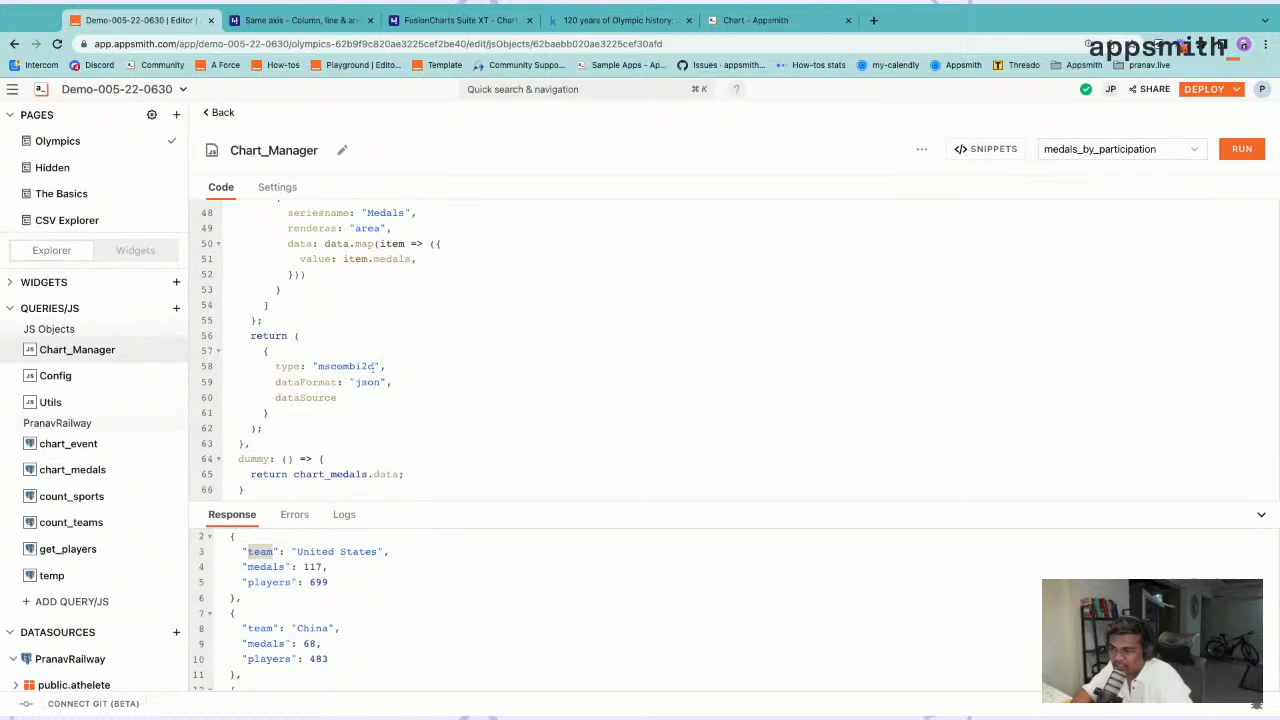 Demo-005-22-0630 | Editor |
Same axis - Column, line & an
FusionCharts Suite XT - Chart
120 years of Olympic history:
Chart - Appsmith
app.appsmith.com/app/demo-005-22-0630/olympics-62b9f9c820ae3225cef2be40/edit/jsObjects/62baebb020ae3225cef30afd
appsmith_
Intercom
Discord
Community
A Force
How-tos
Playground | Edito...
Template
Community Suppo...
Sample Apps - Ap...
Issues · appsmith...
How-tos stats
my-calendly
Appsmith
Threado
Appsmith
pranav.live
Demo-005-22-0630
Quick search & navigation
⌘ K
?
JP
SHARE
DEPLOY
P
PAGES
Back
Olympics
Hidden
The Basics
CSV Explorer
Explorer
Widgets
WIDGETS
QUERIES/JS
JS Objects
Chart_Manager
Config
Utils
PranavRailway
chart_event
chart_medals
count_sports
count_teams
get_players
temp
+ ADD QUERY/JS
DATASOURCES
PranavRailway
public.athelete
CONNECT GIT (BETA)
Chart_Manager
</> SNIPPETS
medals_by_participation
RUN
Code
Settings
48 seriesname: "Medals",
49 renderas: "area",
50 data: data.map(item => ({
51 value: item.medals,
52 }))
53 }
54 ]
55 };
56 return (
57 {
58 type: "mscombi2d",
59 dataFormat: "json",
60 dataSource
61 }
62 );
63 },
64 dummy: () => {
65 return chart_medals.data;
66 }
Response
Errors
Logs
2 {
3 "team": "United States",
4 "medals": 117,
5 "players": 699
6 },
7 {
8 "team": "China",
9 "medals": 68,
10 "players": 483
11 },